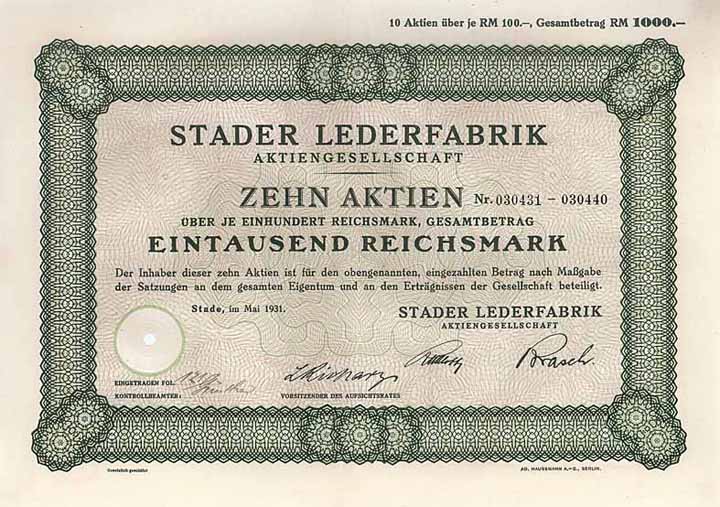 10 Aktien über je RM 100.–, Gesamtbetrag RM 1000.–
STADER LEDERFABRIK
AKTIENGESELLSCHAFT
ZEHN AKTIEN Nr. 030431 – 030440
ÜBER JE EINHUNDERT REICHSMARK, GESAMTBETRAG
EINTAUSEND REICHSMARK
Der Inhaber dieser zehn Aktien ist für den obengenannten, eingezahlten Betrag nach Maßgabe
der Satzungen an dem gesamten Eigentum und an den Erträgnissen der Gesellschaft beteiligt.
Stade, im Mai 1931.
STADER LEDERFABRIK
AKTIENGESELLSCHAFT
Brasch.
EINGETRAGEN FOL.
KONTROLLBEAMTER:
VORSITZENDER DES AUFSICHTSRATES
Gesetzlich geschützt
AD. HAUSSMANN A.-G., BERLIN.